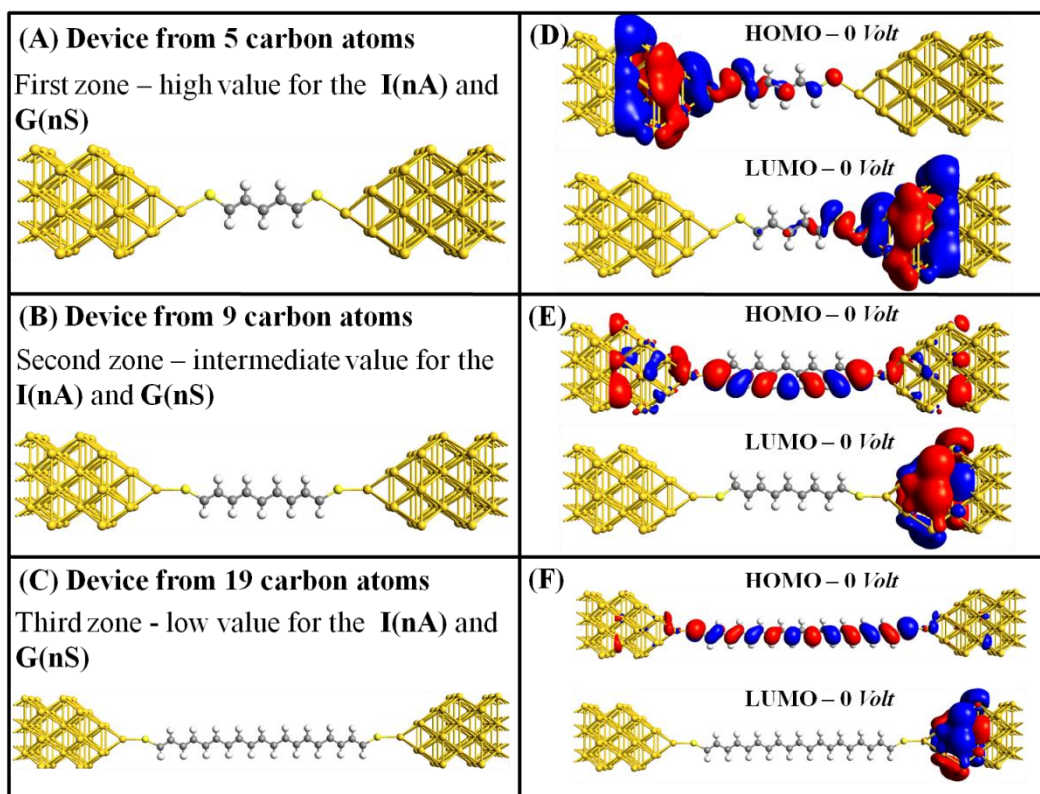 (A) Device from 5 carbon atoms
First zone – high value for the I(nA) and
G(nS)
(D)
HOMO – 0 Volt
LUMO – 0 Volt
(B) Device from 9 carbon atoms
Second zone – intermediate value for the
I(nA) and G(nS)
(E)
HOMO – 0 Volt
LUMO – 0 Volt
(C) Device from 19 carbon atoms
Third zone - low value for the I(nA) and
G(nS)
(F)
HOMO – 0 Volt
LUMO – 0 Volt